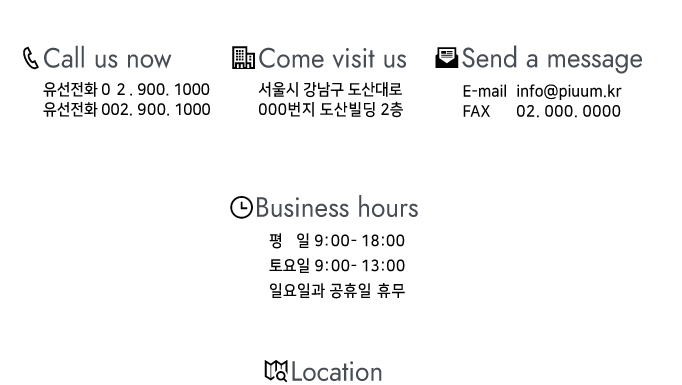 Call us now
유선전화 0 2 . 900. 1000
유선전화 002. 900. 1000
Come visit us
서울시 강남구 도산대로
000번지 도산빌딩 2층
Send a message
E-mail info@piuum.kr
FAX 02. 000. 0000
Business hours
평 일 9:00- 18:00
토요일 9:00- 13:00
일요일과 공휴일 휴무
Location